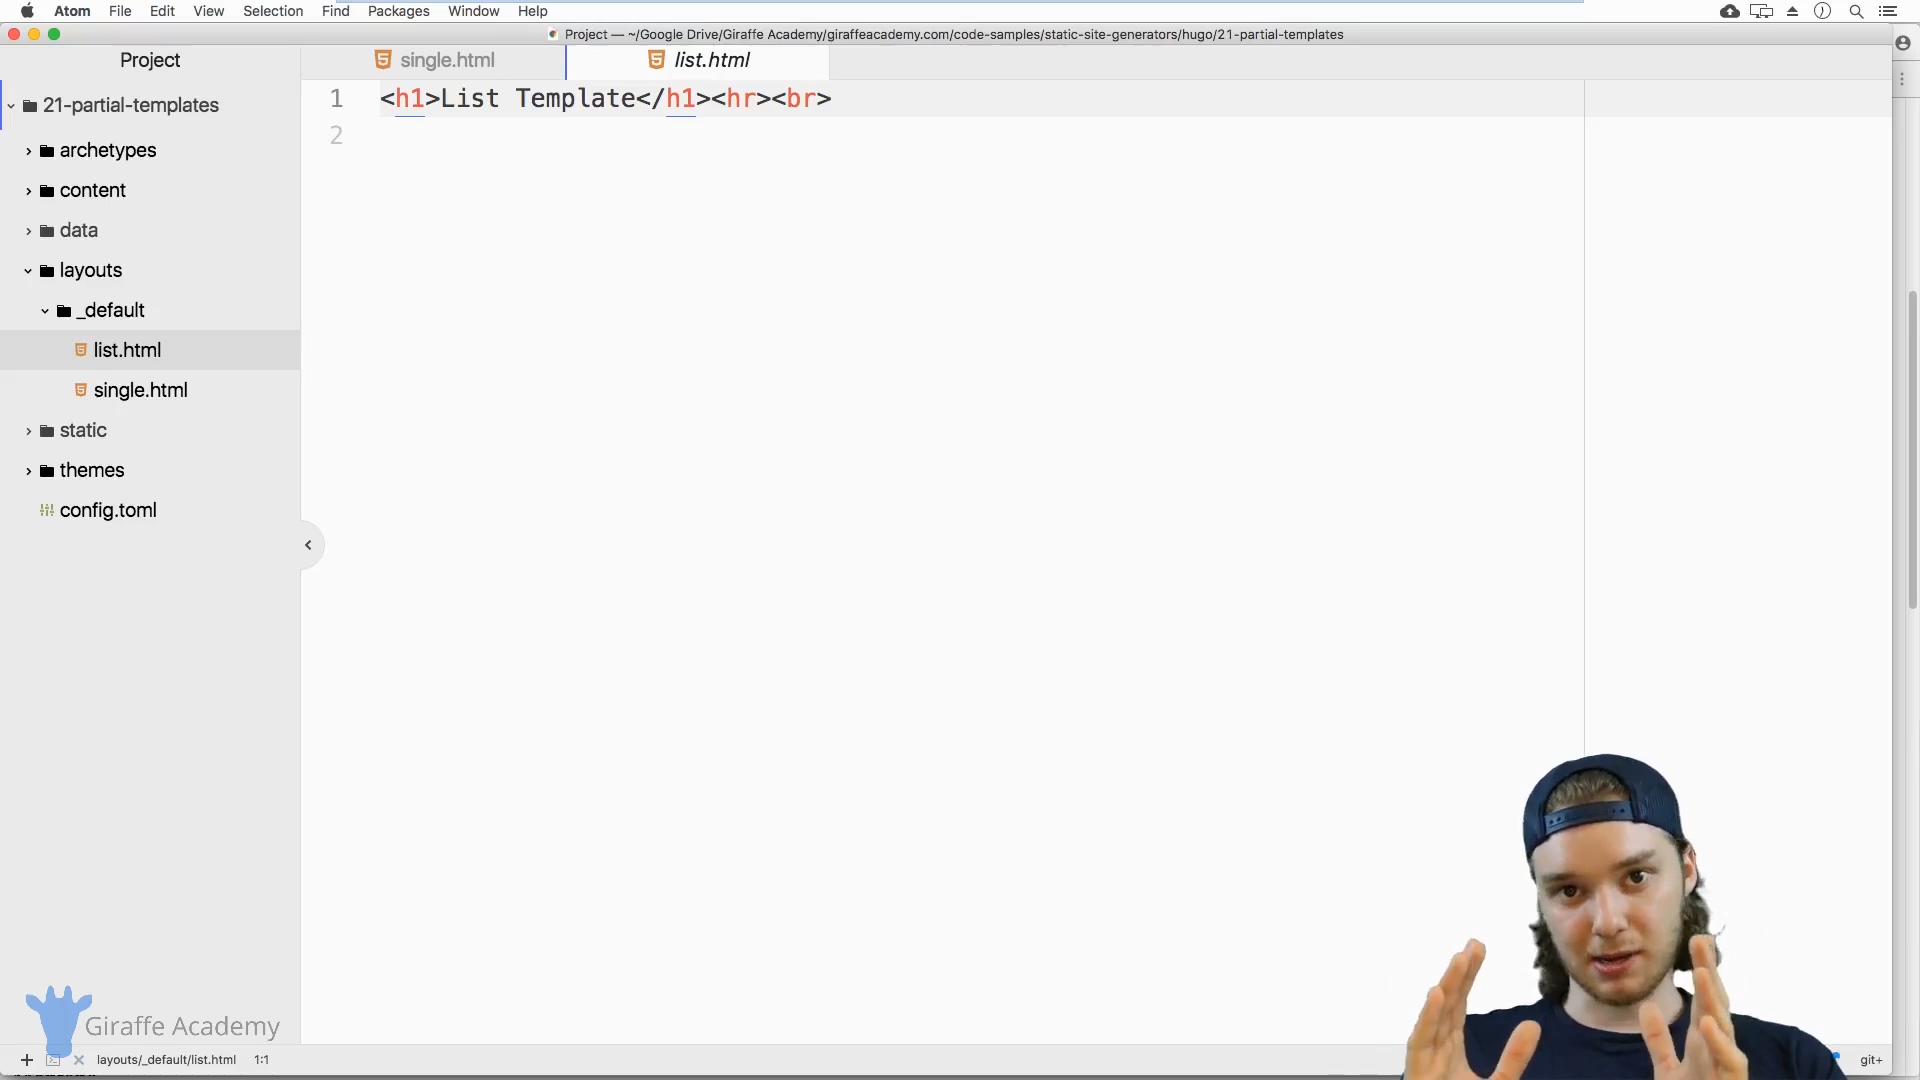 Atom File Edit View Selection Find Packages Window Help
Project — ~/Google Drive/Giraffe Academy/giraffeacademy.com/code-samples/static-site-generators/hugo/21-partial-templates
Project
single.html
list.html
21-partial-templates
archetypes
content
data
layouts
_default
list.html
single.html
static
themes
config.toml
1 <h1>List Template</h1><hr><br>
2
Giraffe Academy
layouts/_default/list.html 1:1
git+